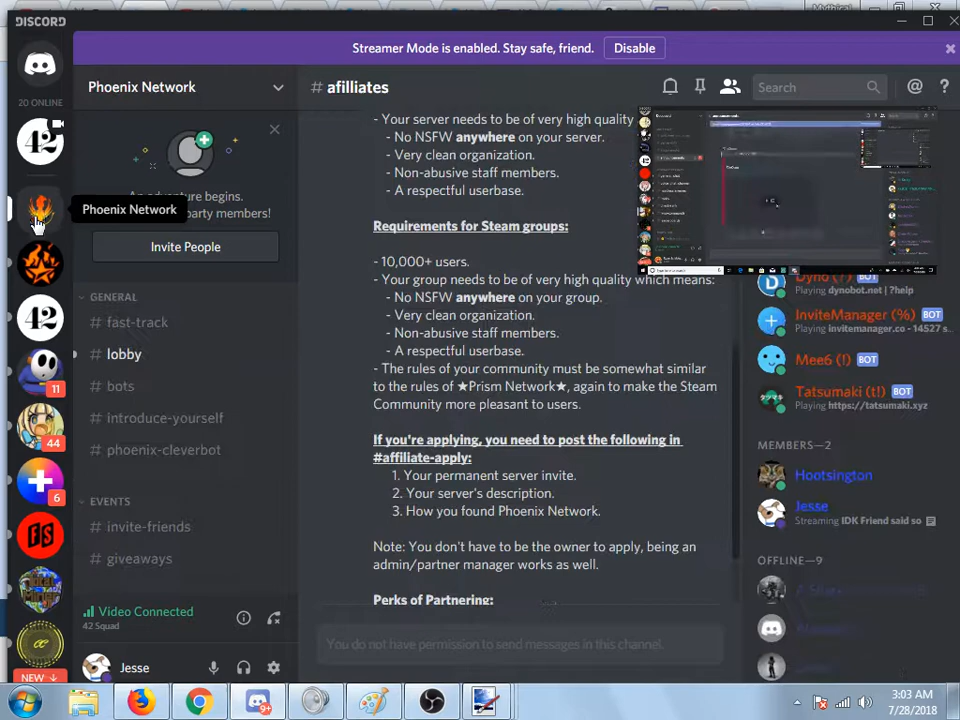 Mythical
DISCORD
Streamer Mode is enabled. Stay safe, friend.
Disable
20 ONLINE
Phoenix Network
# afilliates
Search
42
An adventure begins.
party members!
Invite People
Phoenix Network
GENERAL
# fast-track
# lobby
# bots
# introduce-yourself
# phoenix-cleverbot
EVENTS
# invite-friends
# giveaways
42
11
44
6
NEW ↓
Video Connected
42 Squad
Jesse
- Your server needs to be of very high quality
- No NSFW anywhere on your server.
- Very clean organization.
- Non-abusive staff members.
- A respectful userbase.
Requirements for Steam groups:
- 10,000+ users.
- Your group needs to be of very high quality which means:
- No NSFW anywhere on your group.
- Very clean organization.
- Non-abusive staff members.
- A respectful userbase.
- The rules of your community must be somewhat similar
to the rules of ★Prism Network★, again to make the Steam
Community more pleasant to users.
If you're applying, you need to post the following in
#affiliate-apply:
1. Your permanent server invite.
2. Your server's description.
3. How you found Phoenix Network.
Note: You don't have to be the owner to apply, being an
admin/partner manager works as well.
Perks of Partnering:
You do not have permission to send messages in this channel.
Dyno (?) BOT
Playing dynobot.net | ?help
InviteManager (%) BOT
Playing invitemanager.co - 14527 s...
Mee6 (!) BOT
Tatsumaki (t!) BOT
Playing https://tatsumaki.xyz
MEMBERS—2
Hootsington
Jesse
Streaming IDK Friend said so
OFFLINE—9
9+
3:03 AM
7/28/2018